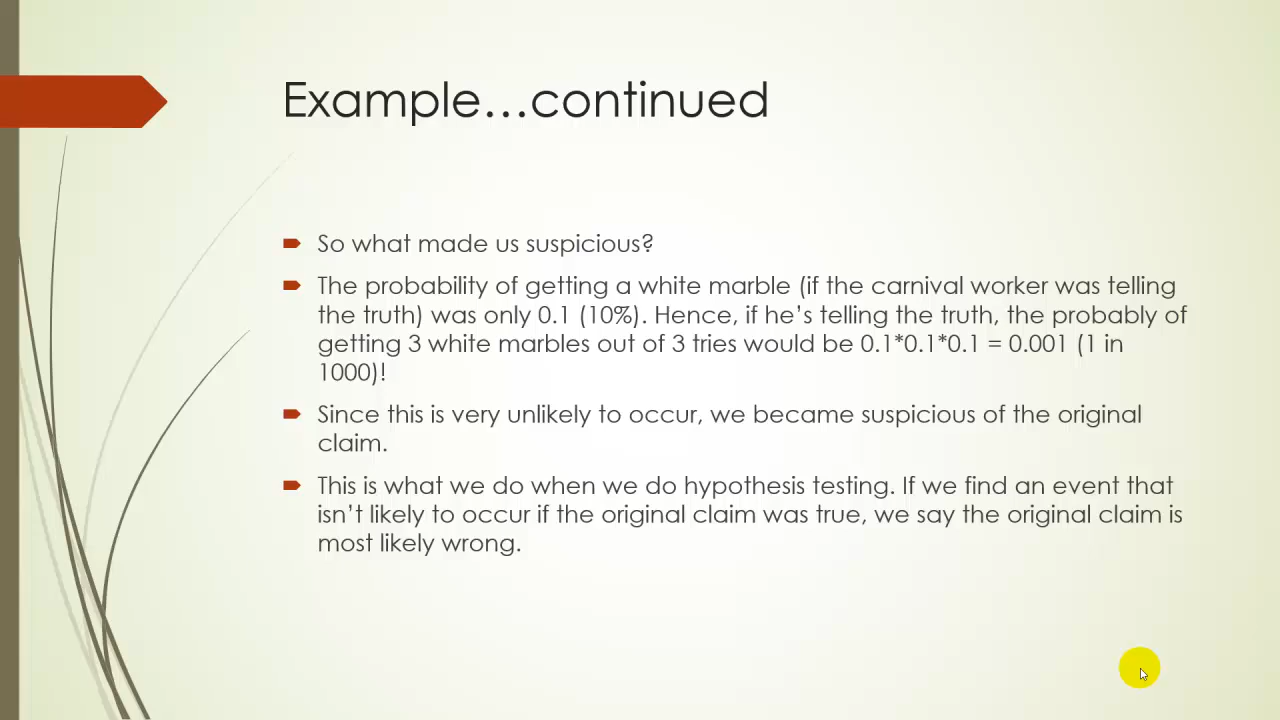 Example…continued
So what made us suspicious?
The probability of getting a white marble (if the carnival worker was telling
the truth) was only 0.1 (10%). Hence, if he's telling the truth, the probably of
getting 3 white marbles out of 3 tries would be 0.1*0.1*0.1 = 0.001 (1 in
1000)!
Since this is very unlikely to occur, we became suspicious of the original
claim.
This is what we do when we do hypothesis testing. If we find an event that
isn't likely to occur if the original claim was true, we say the original claim is
most likely wrong.